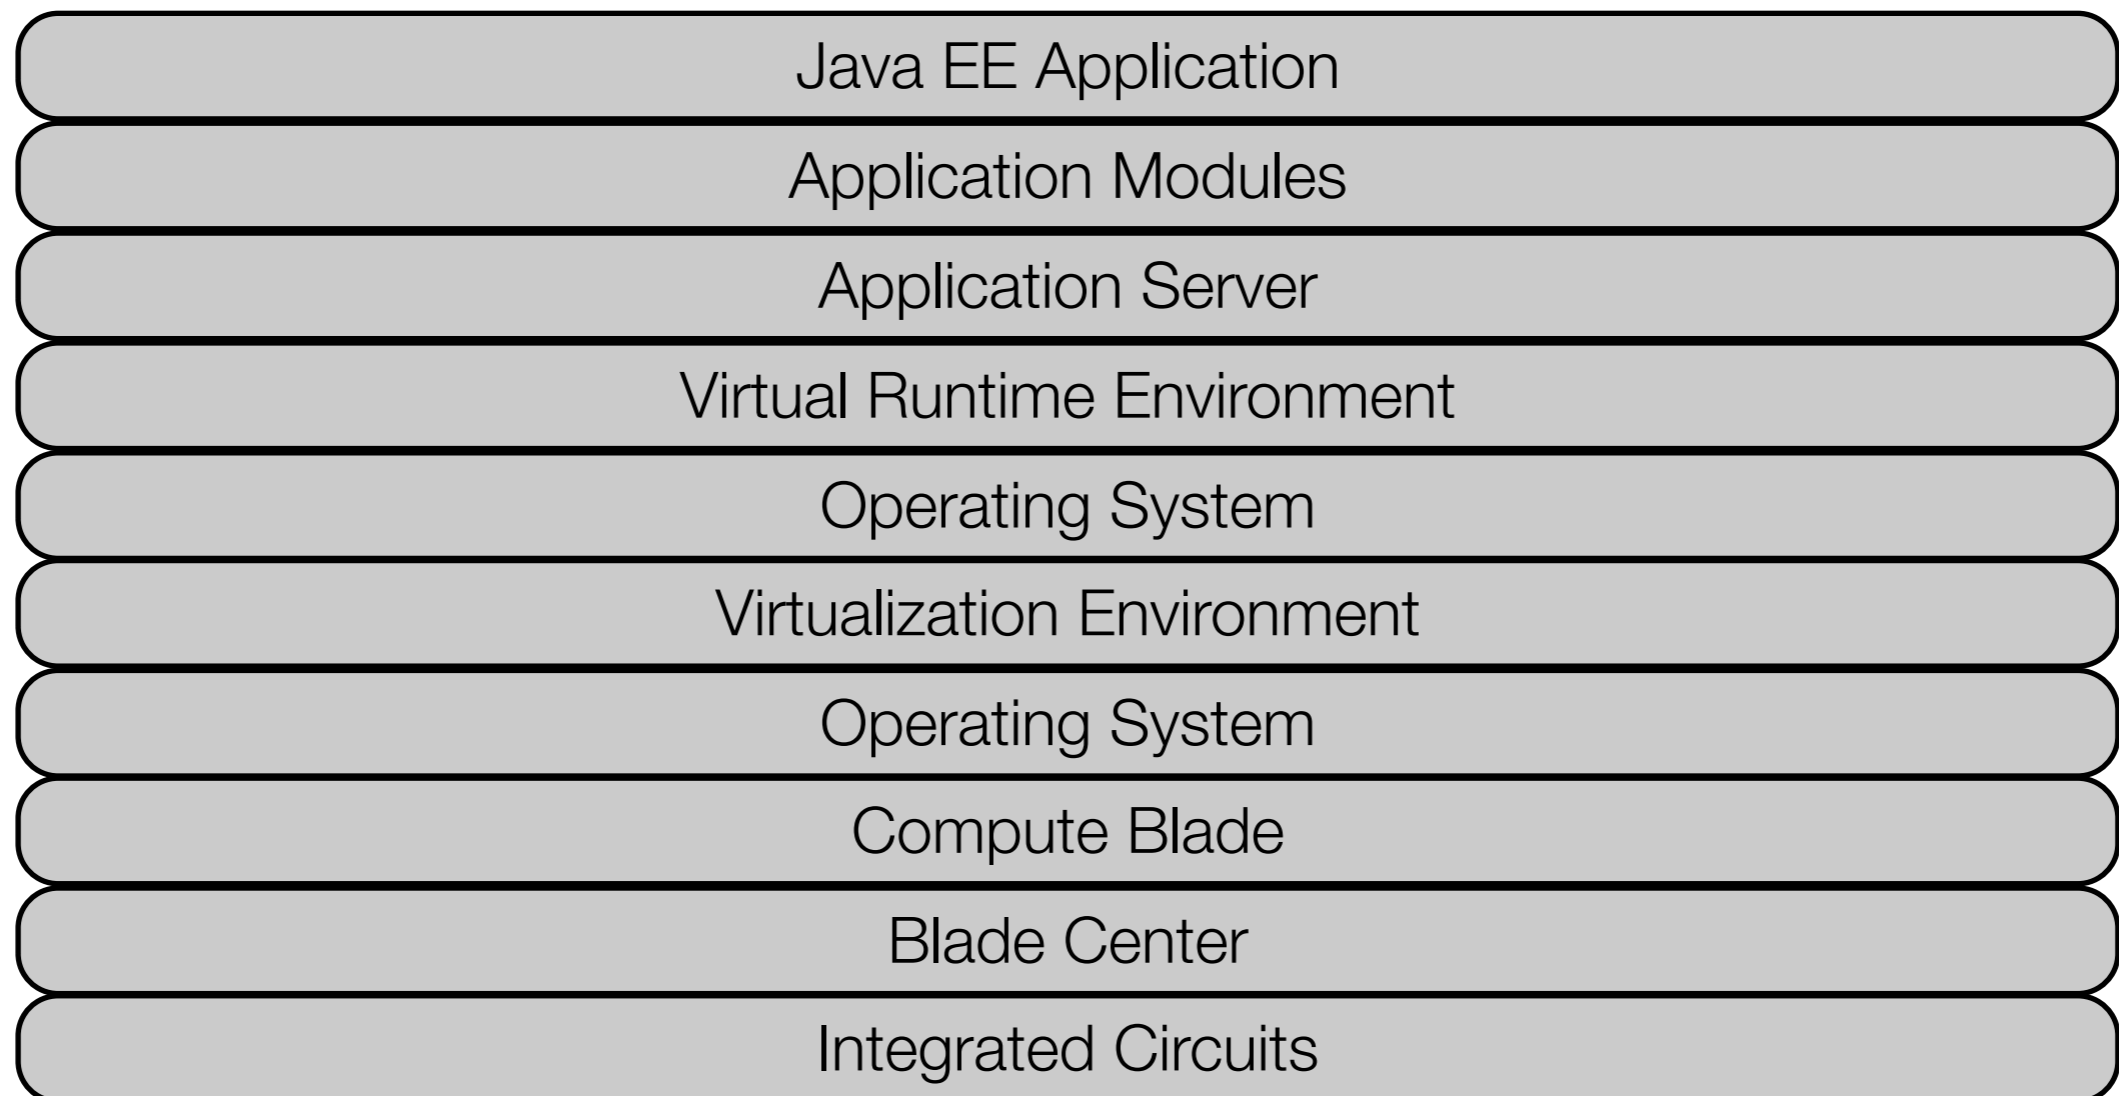 Java EE Application
Application Modules
Application Server
Virtual Runtime Environment
Operating System
Virtualization Environment
Operating System
Compute Blade
Blade Center
Integrated Circuits